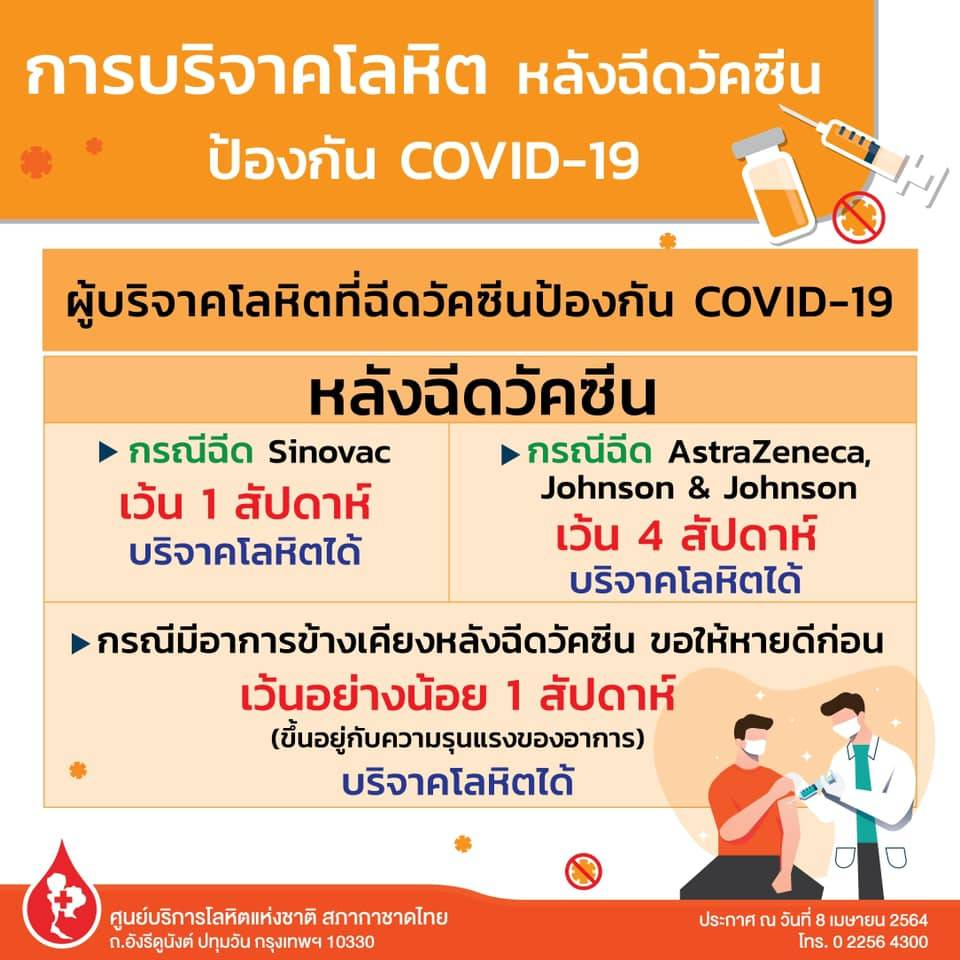 การบริจาคโลหิต หลังฉีดวัคซีน
ป้องกัน COVID-19
ผู้บริจาคโลหิตที่ฉีดวัคซีนป้องกัน COVID-19
หลังฉีดวัคซีน
กรณีฉีด Sinovac
เว้น 1 สัปดาห์
บริจาคโลหิตได้
กรณีฉีด AstraZeneca,
Johnson & Johnson
เว้น 4 สัปดาห์
บริจาคโลหิตได้
กรณีมีอาการข้างเคียงหลังฉีดวัคซีน ขอให้หายดีก่อน
เว้นอย่างน้อย 1 สัปดาห์
(ขึ้นอยู่กับความรุนแรงของอาการ)
บริจาคโลหิตได้
ศูนย์บริการโลหิตแห่งชาติ สภากาชาดไทย
ถ.อังรีดูนังต์ ปทุมวัน กรุงเทพฯ 10330
ประกาศ ณ วันที่ 8 เมษายน 2564
โทร. 0 2256 4300